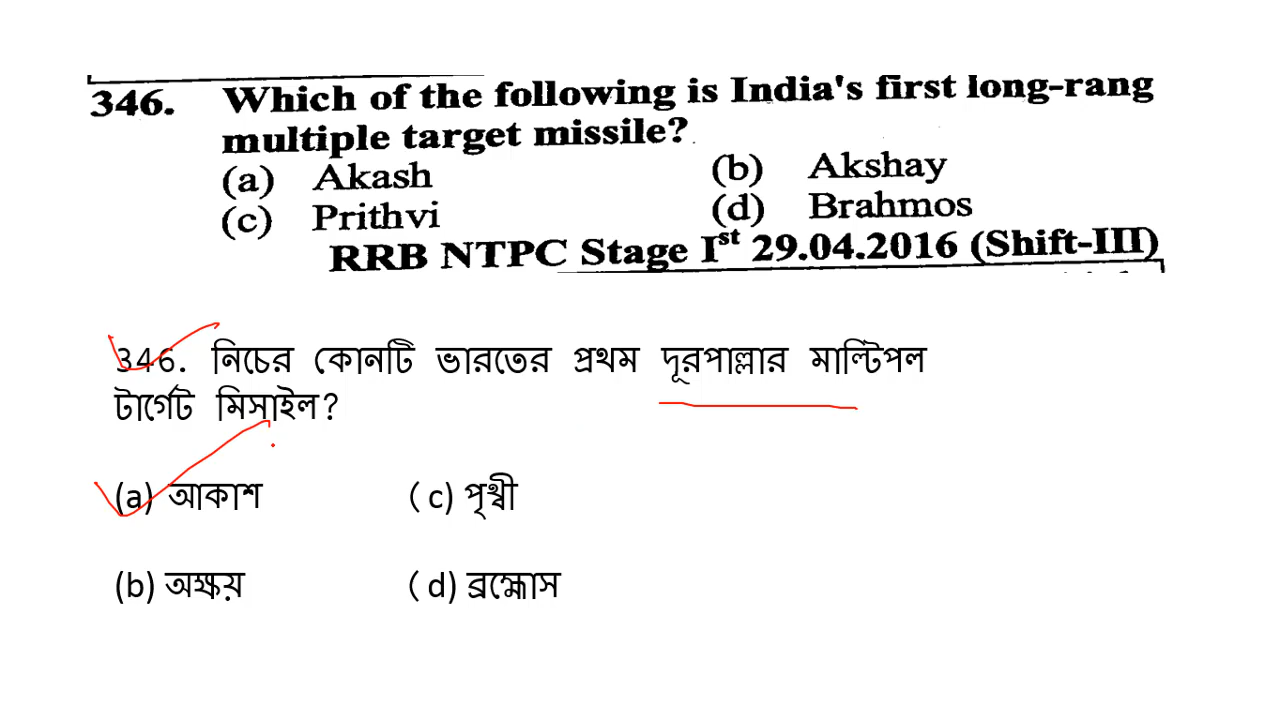 346. Which of the following is India's first long-rang
multiple target missile?
(a) Akash (b) Akshay
(c) Prithvi (d) Brahmos
RRB NTPC Stage Ist 29.04.2016 (Shift-III)
346. নিচের কোনটি ভারতের প্রথম দূরপাল্লার মাল্টিপল
টার্গেট মিসাইল?
(a) আকাশ ( c) পৃথ্বী
(b) অক্ষয় ( d) ব্রহ্মোস